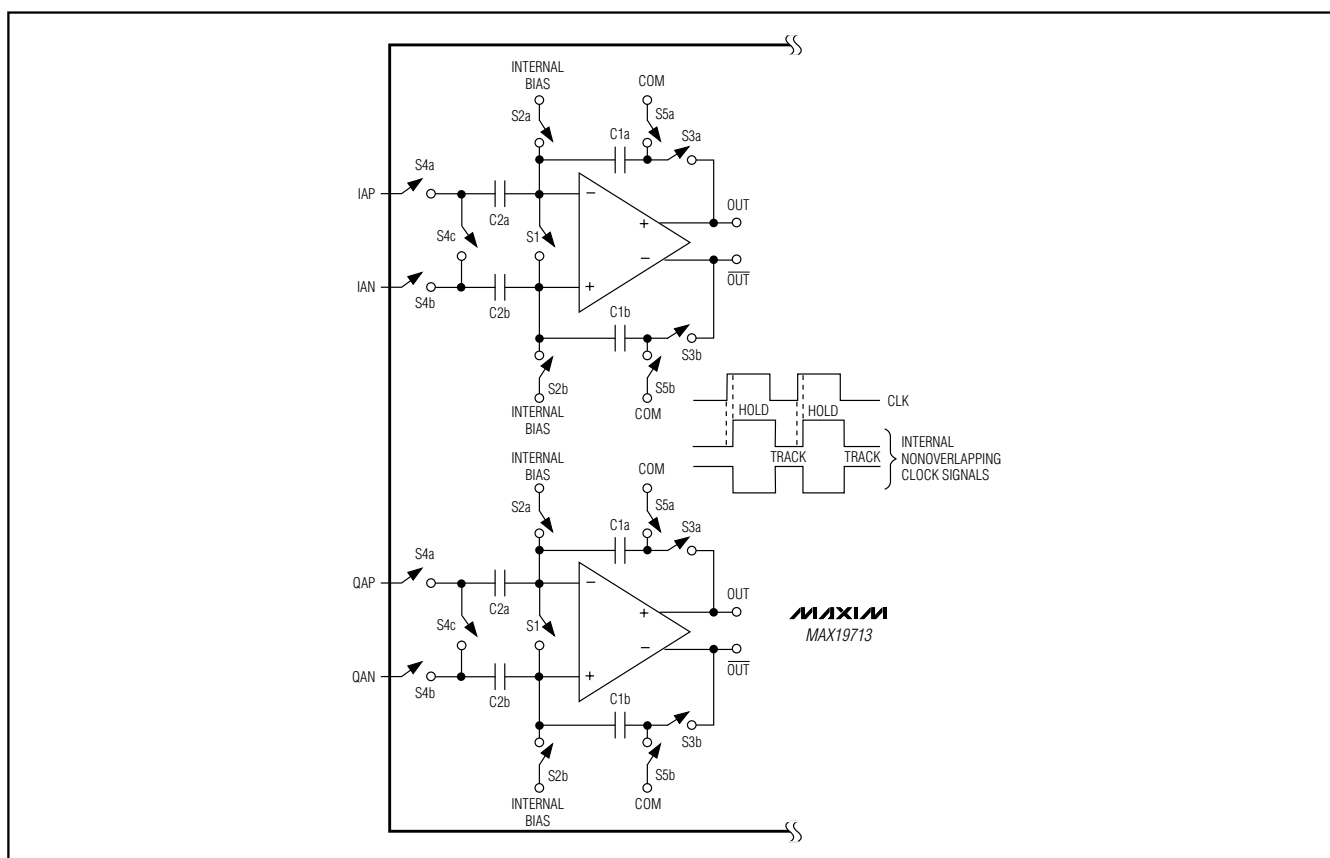 INTERNAL
BIAS
COM
S2a
S5a
C1a
S3a
S4a
IAP
C2a
−
+
OUT
S4c
S1
−
OUT
IAN
S4b
C2b
+
C1b
S3b
S2b
S5b
INTERNAL
BIAS
COM
CLK
HOLD
HOLD
TRACK
TRACK
INTERNAL
NONOVERLAPPING
CLOCK SIGNALS
INTERNAL
BIAS
COM
S2a
S5a
C1a
S3a
S4a
QAP
C2a
−
+
OUT
S4c
S1
−
OUT
QAN
S4b
C2b
+
C1b
S3b
S2b
S5b
INTERNAL
BIAS
COM
MAXIM
MAX19713